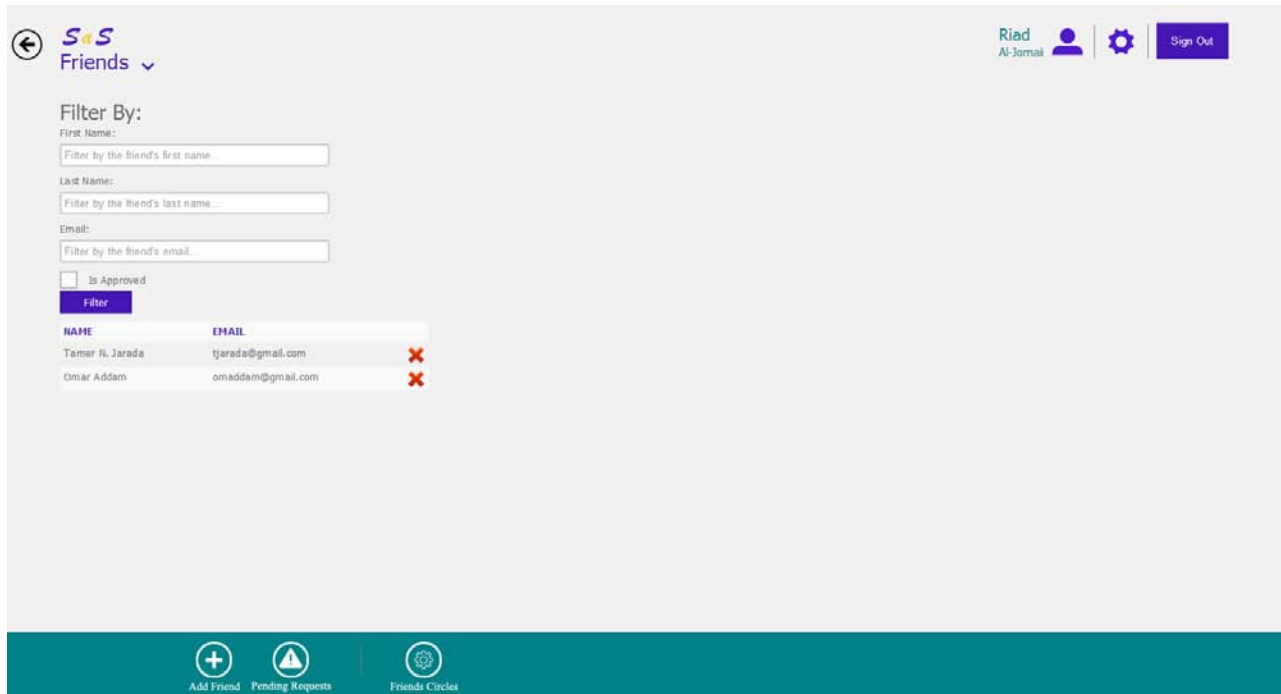 SaS
Friends
Riad
Al-Jomaii
Sign Out
Filter By:
First Name:
Filter by the friend's first name...
Last Name:
Filter by the friend's last name...
Email:
Filter by the friend's email...
Is Approved
Filter
NAME EMAIL
Tamer N. Jarada tjarada@gmail.com
Omar Addam omaddam@gmail.com
Add Friend Pending Requests Friends Circles